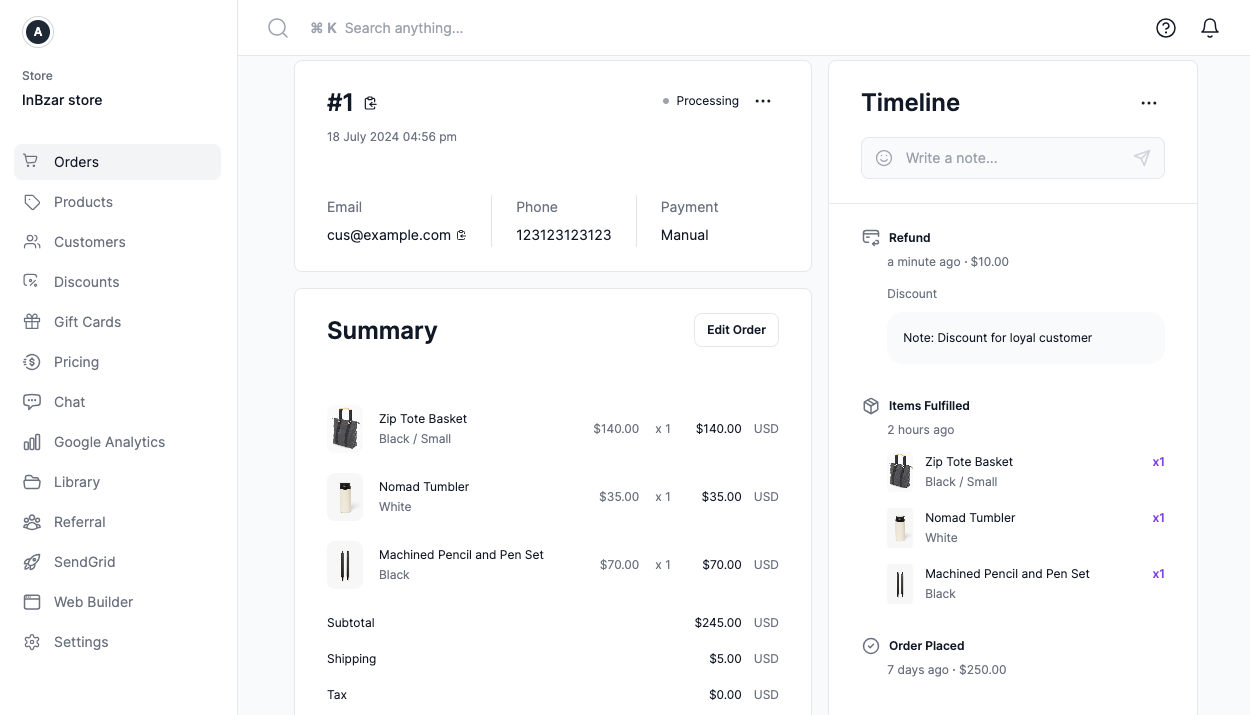 A
Store
InBzar store
Orders
Products
Customers
Discounts
Gift Cards
Pricing
Chat
Google Analytics
Library
Referral
SendGrid
Web Builder
Settings
⌘ K Search anything...
#1
Processing
18 July 2024 04:56 pm
Email Phone Payment
cus@example.com 123123123123 Manual
Summary
Edit Order
Zip Tote Basket
Black / Small
$140.00 x 1 $140.00 USD
Nomad Tumbler
White
$35.00 x 1 $35.00 USD
Machined Pencil and Pen Set
Black
$70.00 x 1 $70.00 USD
Subtotal $245.00 USD
Shipping $5.00 USD
Tax $0.00 USD
Timeline
Write a note...
Refund
a minute ago · $10.00
Discount
Note: Discount for loyal customer
Items Fulfilled
2 hours ago
Zip Tote Basket x1
Black / Small
Nomad Tumbler x1
White
Machined Pencil and Pen Set x1
Black
Order Placed
7 days ago · $250.00